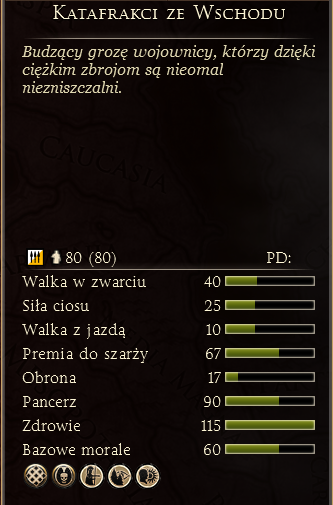 Katafrakci ze Wschodu
Budzący grozę wojownicy, którzy dzięki
ciężkim zbrojom są nieomal
niezniszczalni.
CAUCASIA
80 (80) PD:
Walka w zwarciu 40
Siła ciosu 25
Walka z jazdą 10
Premia do szarży 67
Obrona 17
Pancerz 90
Zdrowie 115
Bazowe morale 60